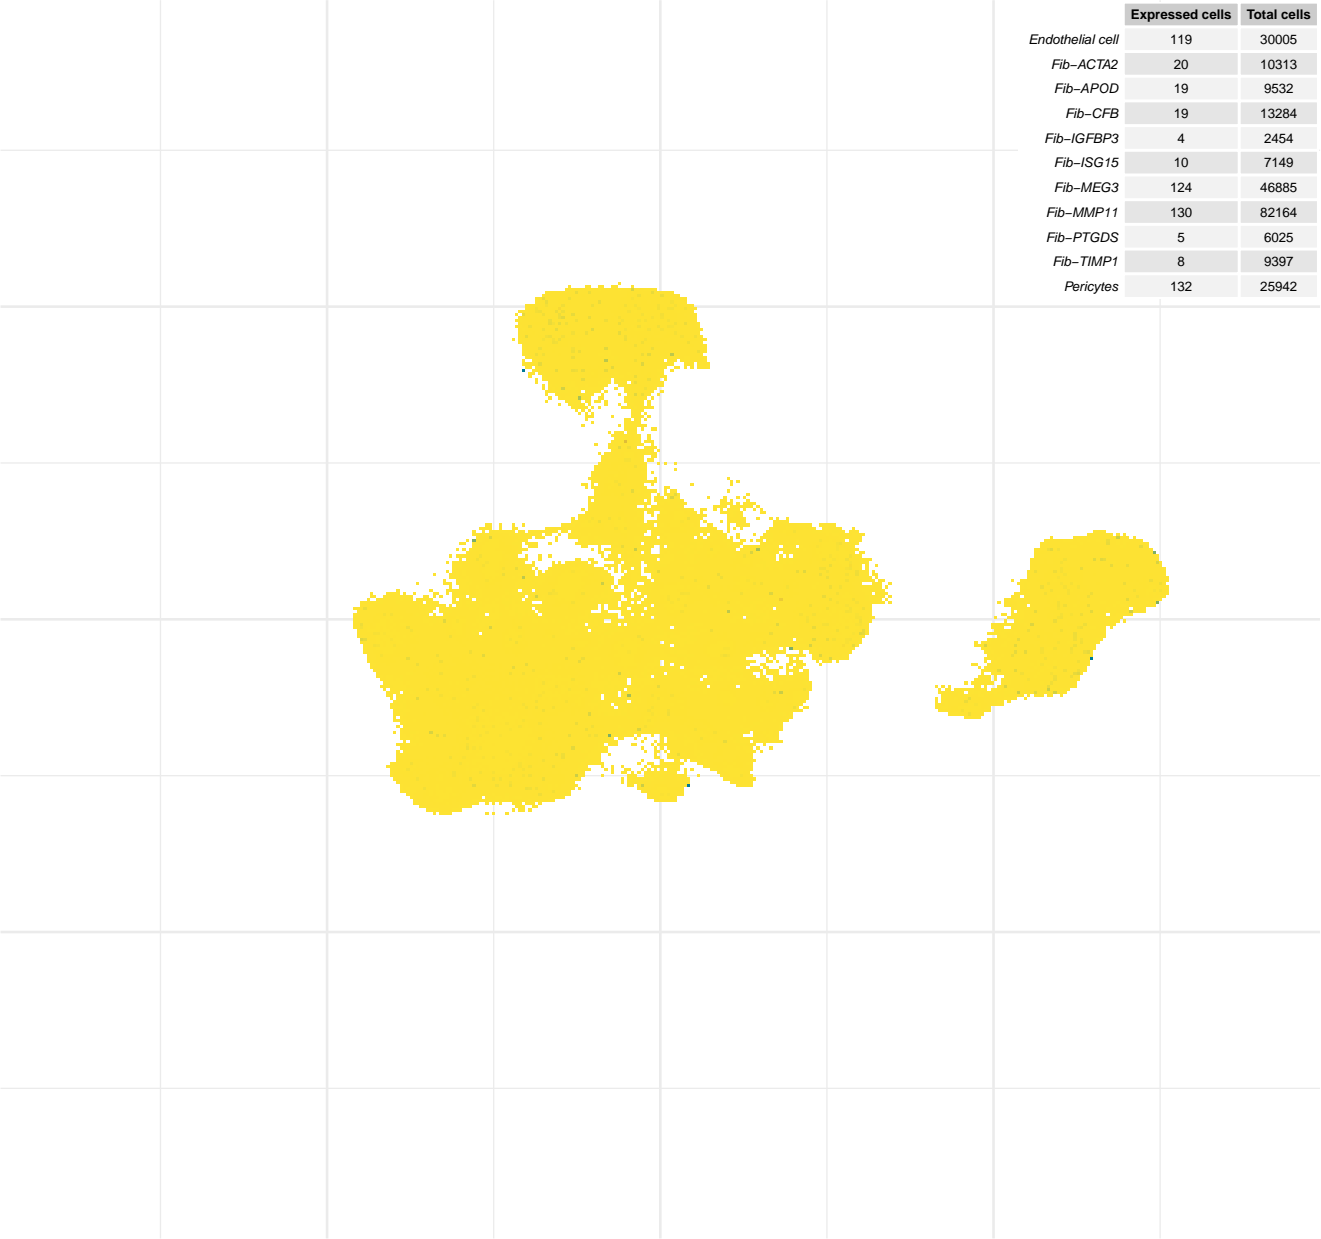 Expressed cells Total cells
Endothelial cell 119 30005
Fib−ACTA2 20 10313
Fib−APOD 19 9532
Fib−CFB 19 13284
Fib−IGFBP3 4 2454
Fib−ISG15 10 7149
Fib−MEG3 124 46885
Fib−MMP11 130 82164
Fib−PTGDS 5 6025
Fib−TIMP1 8 9397
Pericytes 132 25942